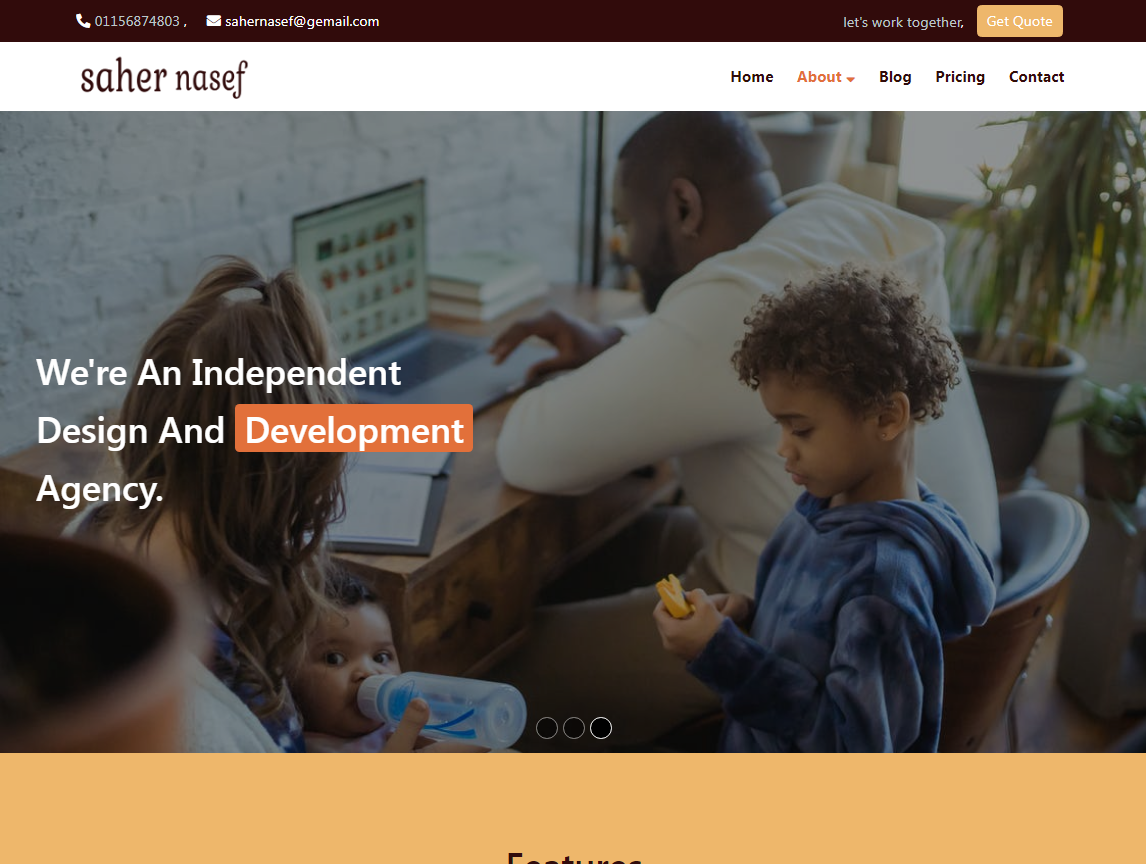 01156874803 , sahernasef@gemail.com let's work together, Get Quote
saher nasef Home About Blog Pricing Contact
We're An Independent
Design And Development
Agency.
Features